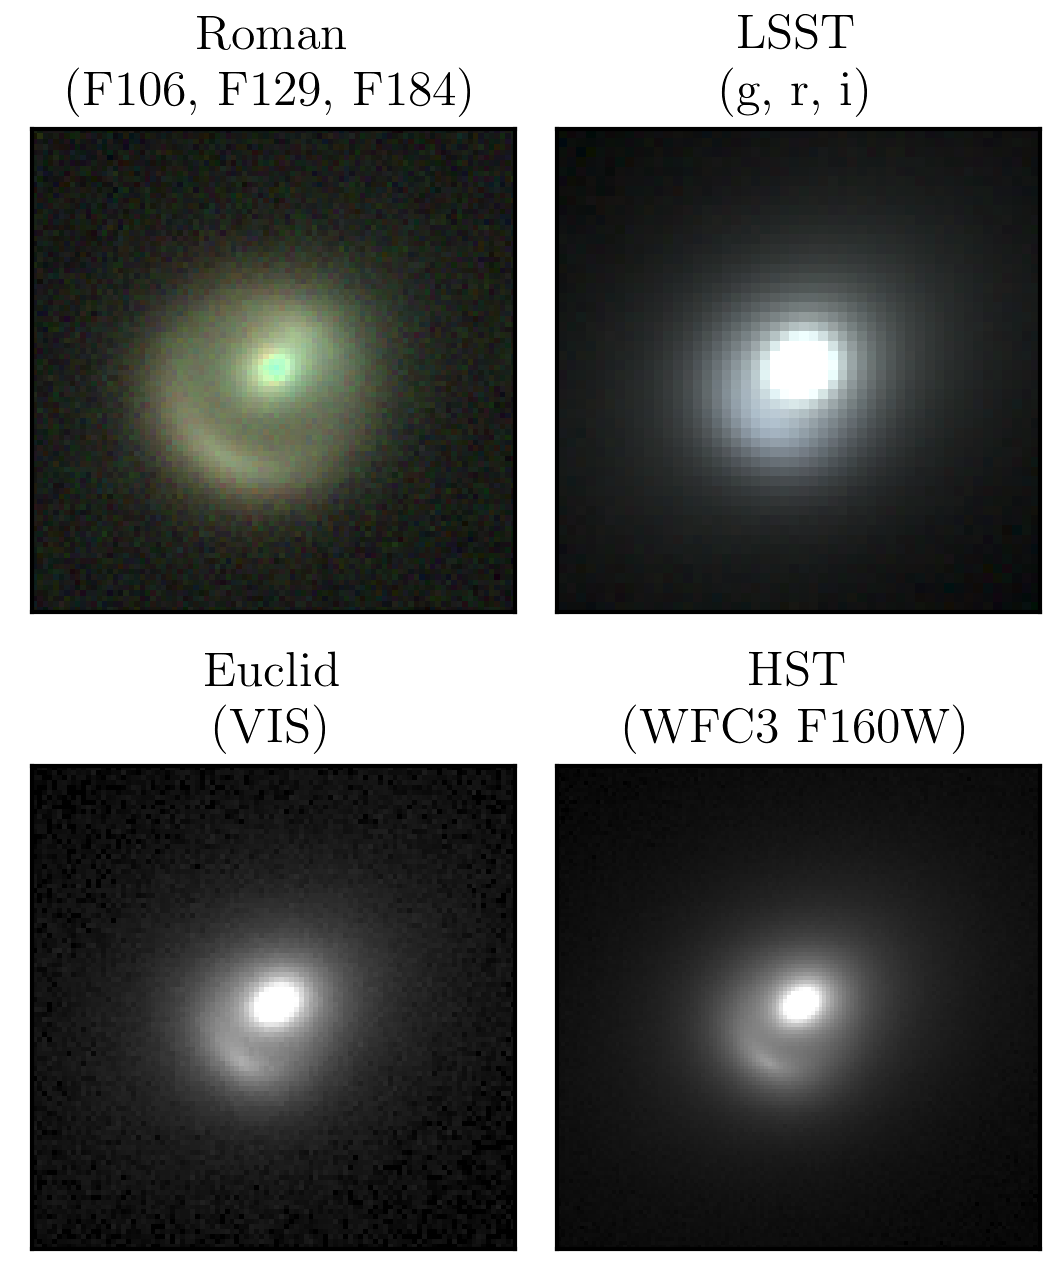 Roman
(F106, F129, F184)
LSST
(g, r, i)
Euclid
(VIS)
HST
(WFC3 F160W)